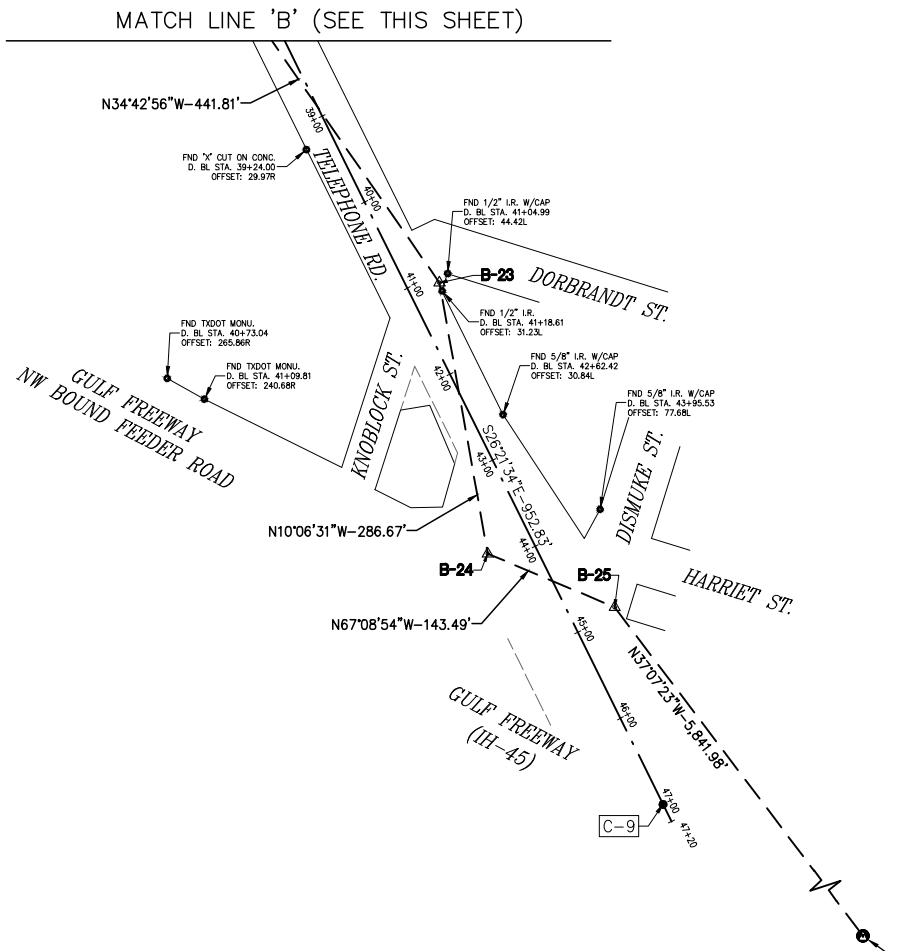 MATCH LINE 'B' (SEE THIS SHEET)
N34°42'56"W-441.81'
39+00
FND "X" CUT ON CONC.
D. BL STA. 39+24.00
OFFSET: 29.97R
TELEPHONE RD.
40+00
FND 1/2" I.R. W/CAP
D. BL STA. 41+04.99
OFFSET: 44.42L
B-23
DORBRANDT ST.
41+00
FND 1/2" I.R.
D. BL STA. 41+18.61
OFFSET: 31.23L
FND TXDOT MONU.
D. BL STA. 40+73.04
OFFSET: 265.86R
FND TXDOT MONU.
D. BL STA. 41+09.81
OFFSET: 240.68R
GULF FREEWAY
NW BOUND FEEDER ROAD
KNOBLOCK ST.
42+00
FND 5/8" I.R. W/CAP
D. BL STA. 42+62.42
OFFSET: 30.84L
FND 5/8" I.R. W/CAP
D. BL STA. 43+95.53
OFFSET: 77.68L
S26°21'34"E-952.83'
43+00
DISMUKE ST.
N10°06'31"W-286.67'
44+00
B-24
B-25
HARRIET ST.
N67°08'54"W-143.49'
45+00
N37°07'23"W-5,841.98'
GULF FREEWAY
(IH-45)
46+00
47+00
C-9
47+20